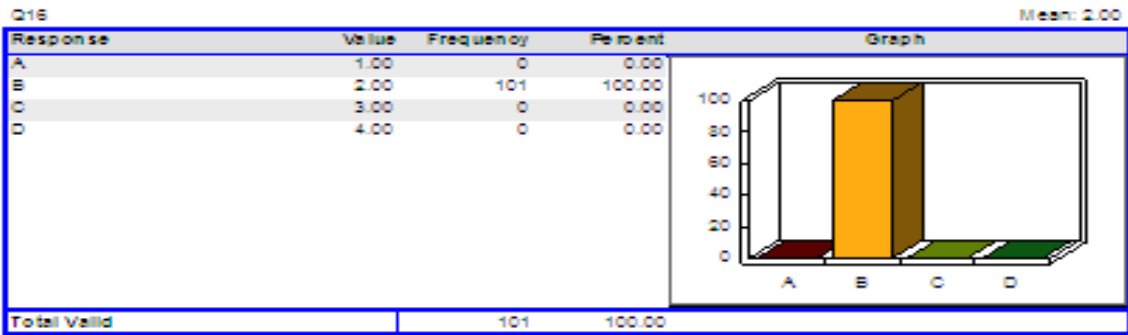 Q16 Mean: 2.00
Response Value Frequency Percent Graph
A 1.00 0 0.00
B 2.00 101 100.00
C 3.00 0 0.00
D 4.00 0 0.00
100
80
60
40
20
0
A B C D
Total Valid 101 100.00